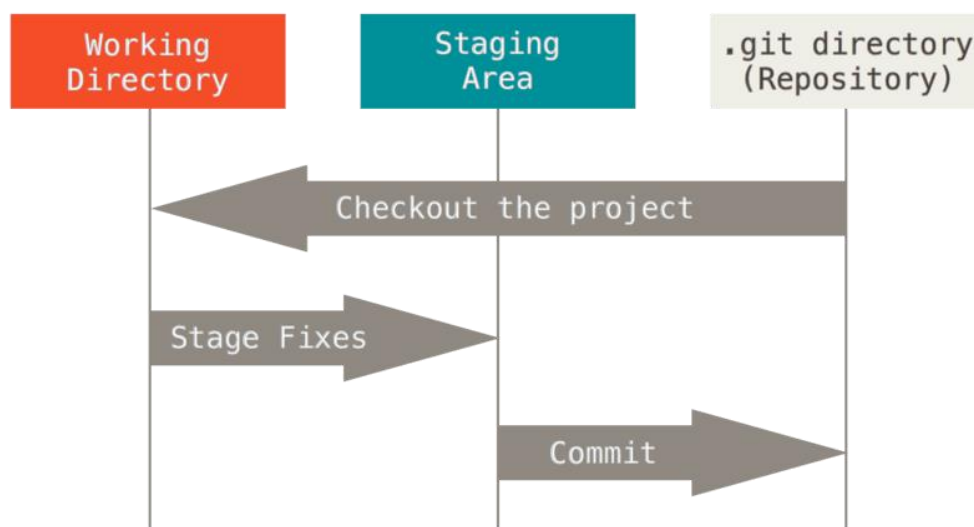 Working
Directory
Staging
Area
.git directory
(Repository)
Checkout the project
Stage Fixes
Commit